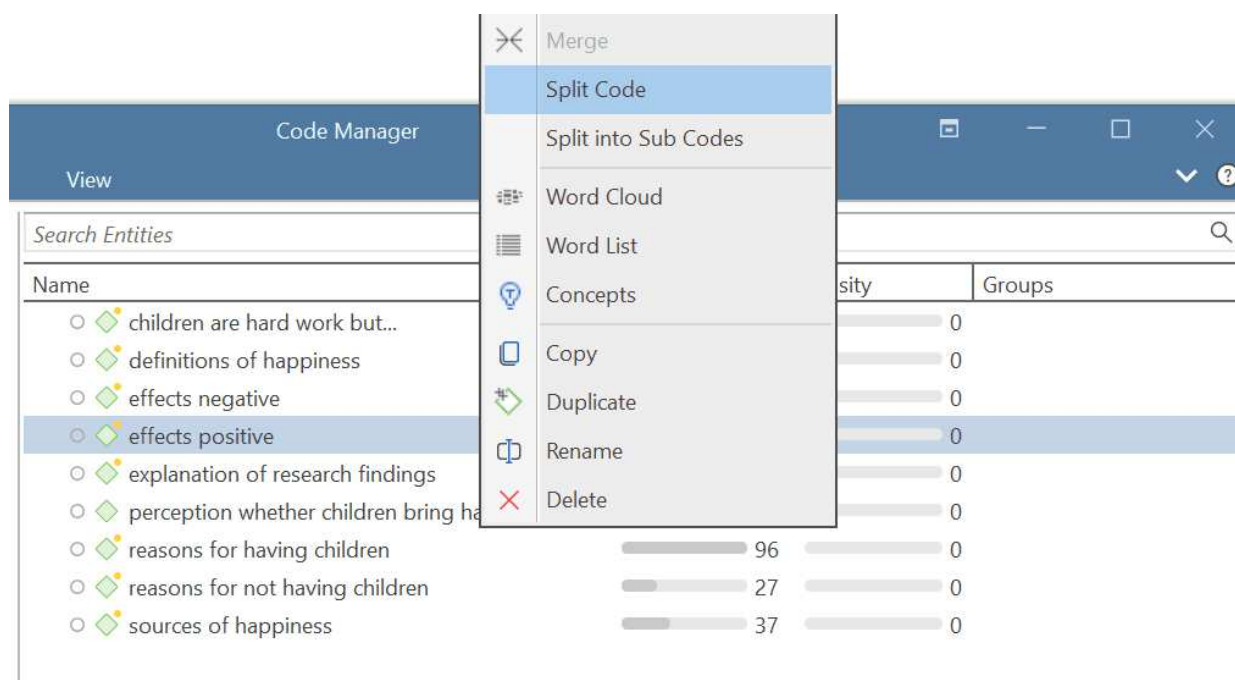 Merge
Split Code
Code Manager
Split into Sub Codes
View
Word Cloud
Search Entities
Word List
Name
sity
Groups
Concepts
children are hard work but...
0
Copy
definitions of happiness
0
effects negative
0
Duplicate
effects positive
0
Rename
explanation of research findings
0
Delete
perception whether children bring ha
0
reasons for having children 96 0
reasons for not having children 27 0
sources of happiness 37 0